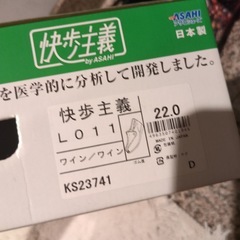 快歩主義
by ASAHI
ASAHI
日本製
を医学的に分析して開発しました。
快歩主義
L011
22.0
ワイン/ワイン
KS23741
D